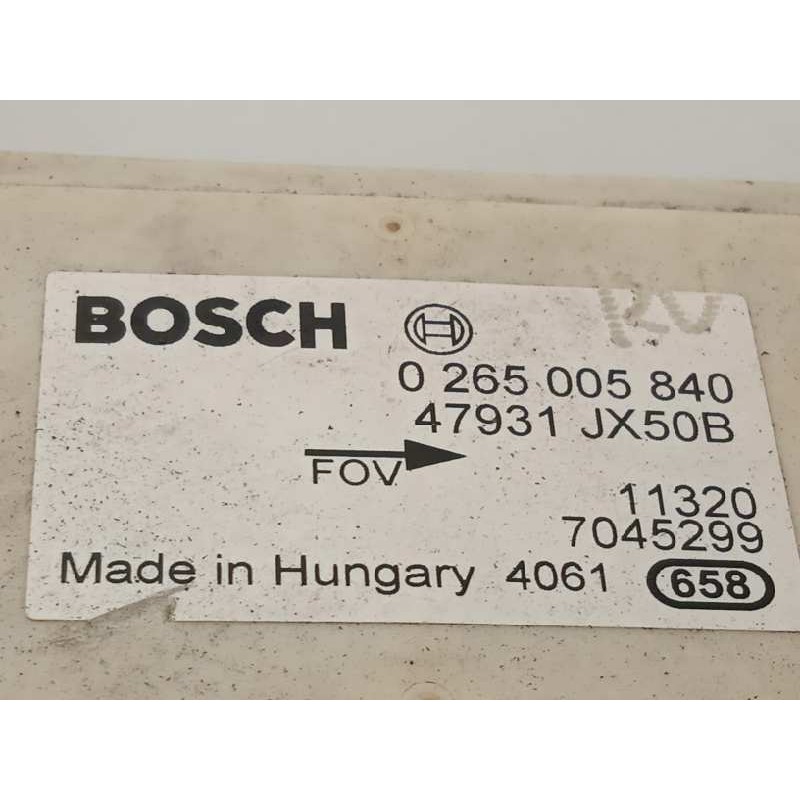 BOSCH
0 265 005 840
47931 JX50B
FOV
11320
7045299
Made in Hungary 4061 658